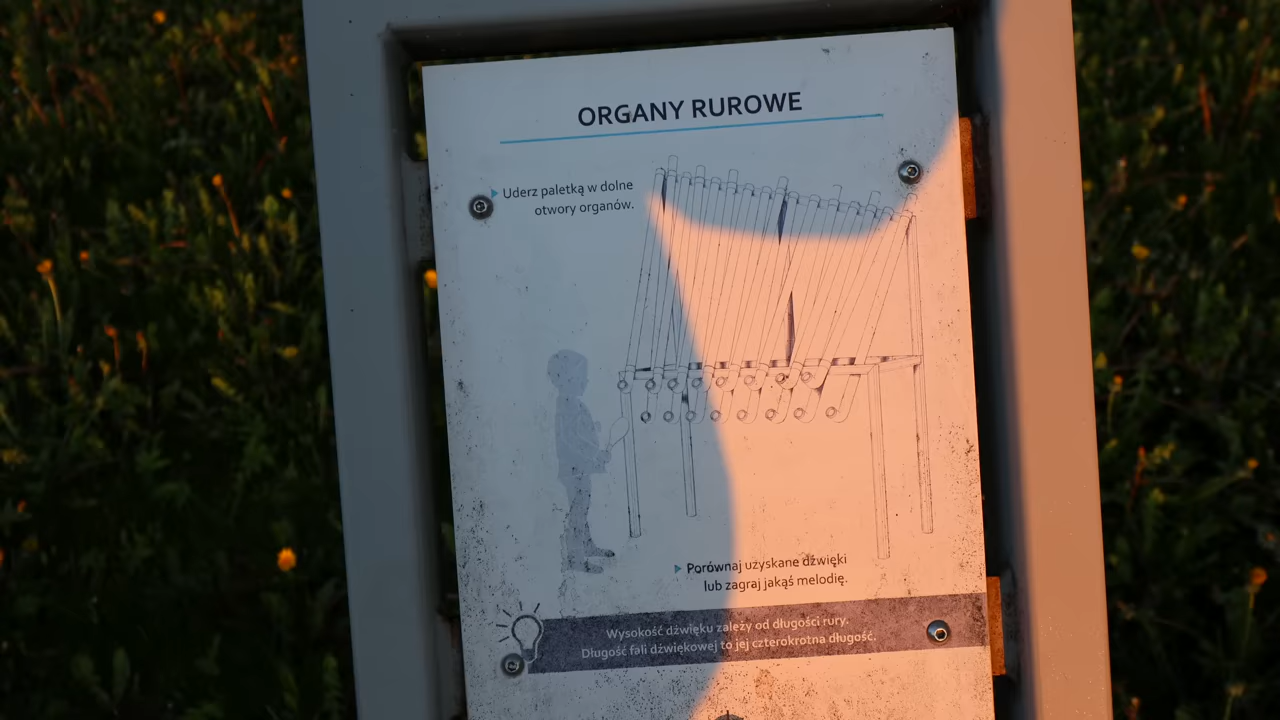 ORGANY RUROWE
Uderz paletką w dolne
otwory organów.
Porównaj uzyskane dźwięki
lub zagraj jakąś melodię.
Wysokość dźwięku zależy od długości rury.
Długość fali dźwiękowej to jej czterokrotna długość.